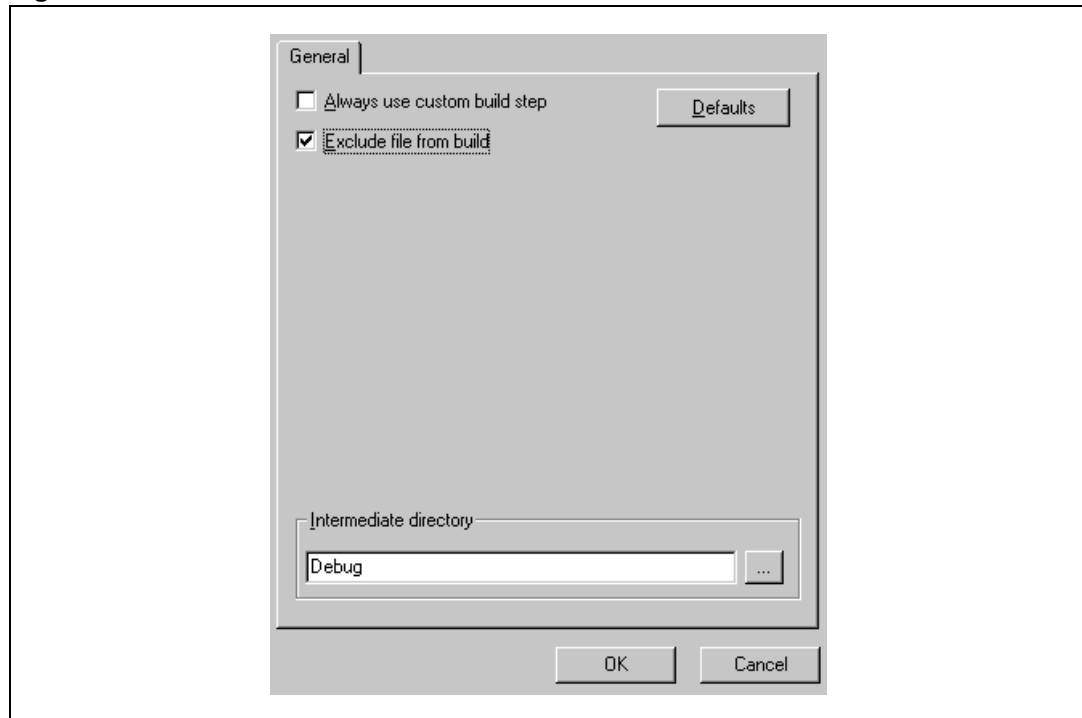 General
Always use custom build step
Defaults
Exclude file from build
Intermediate directory
Debug
...
OK
Cancel